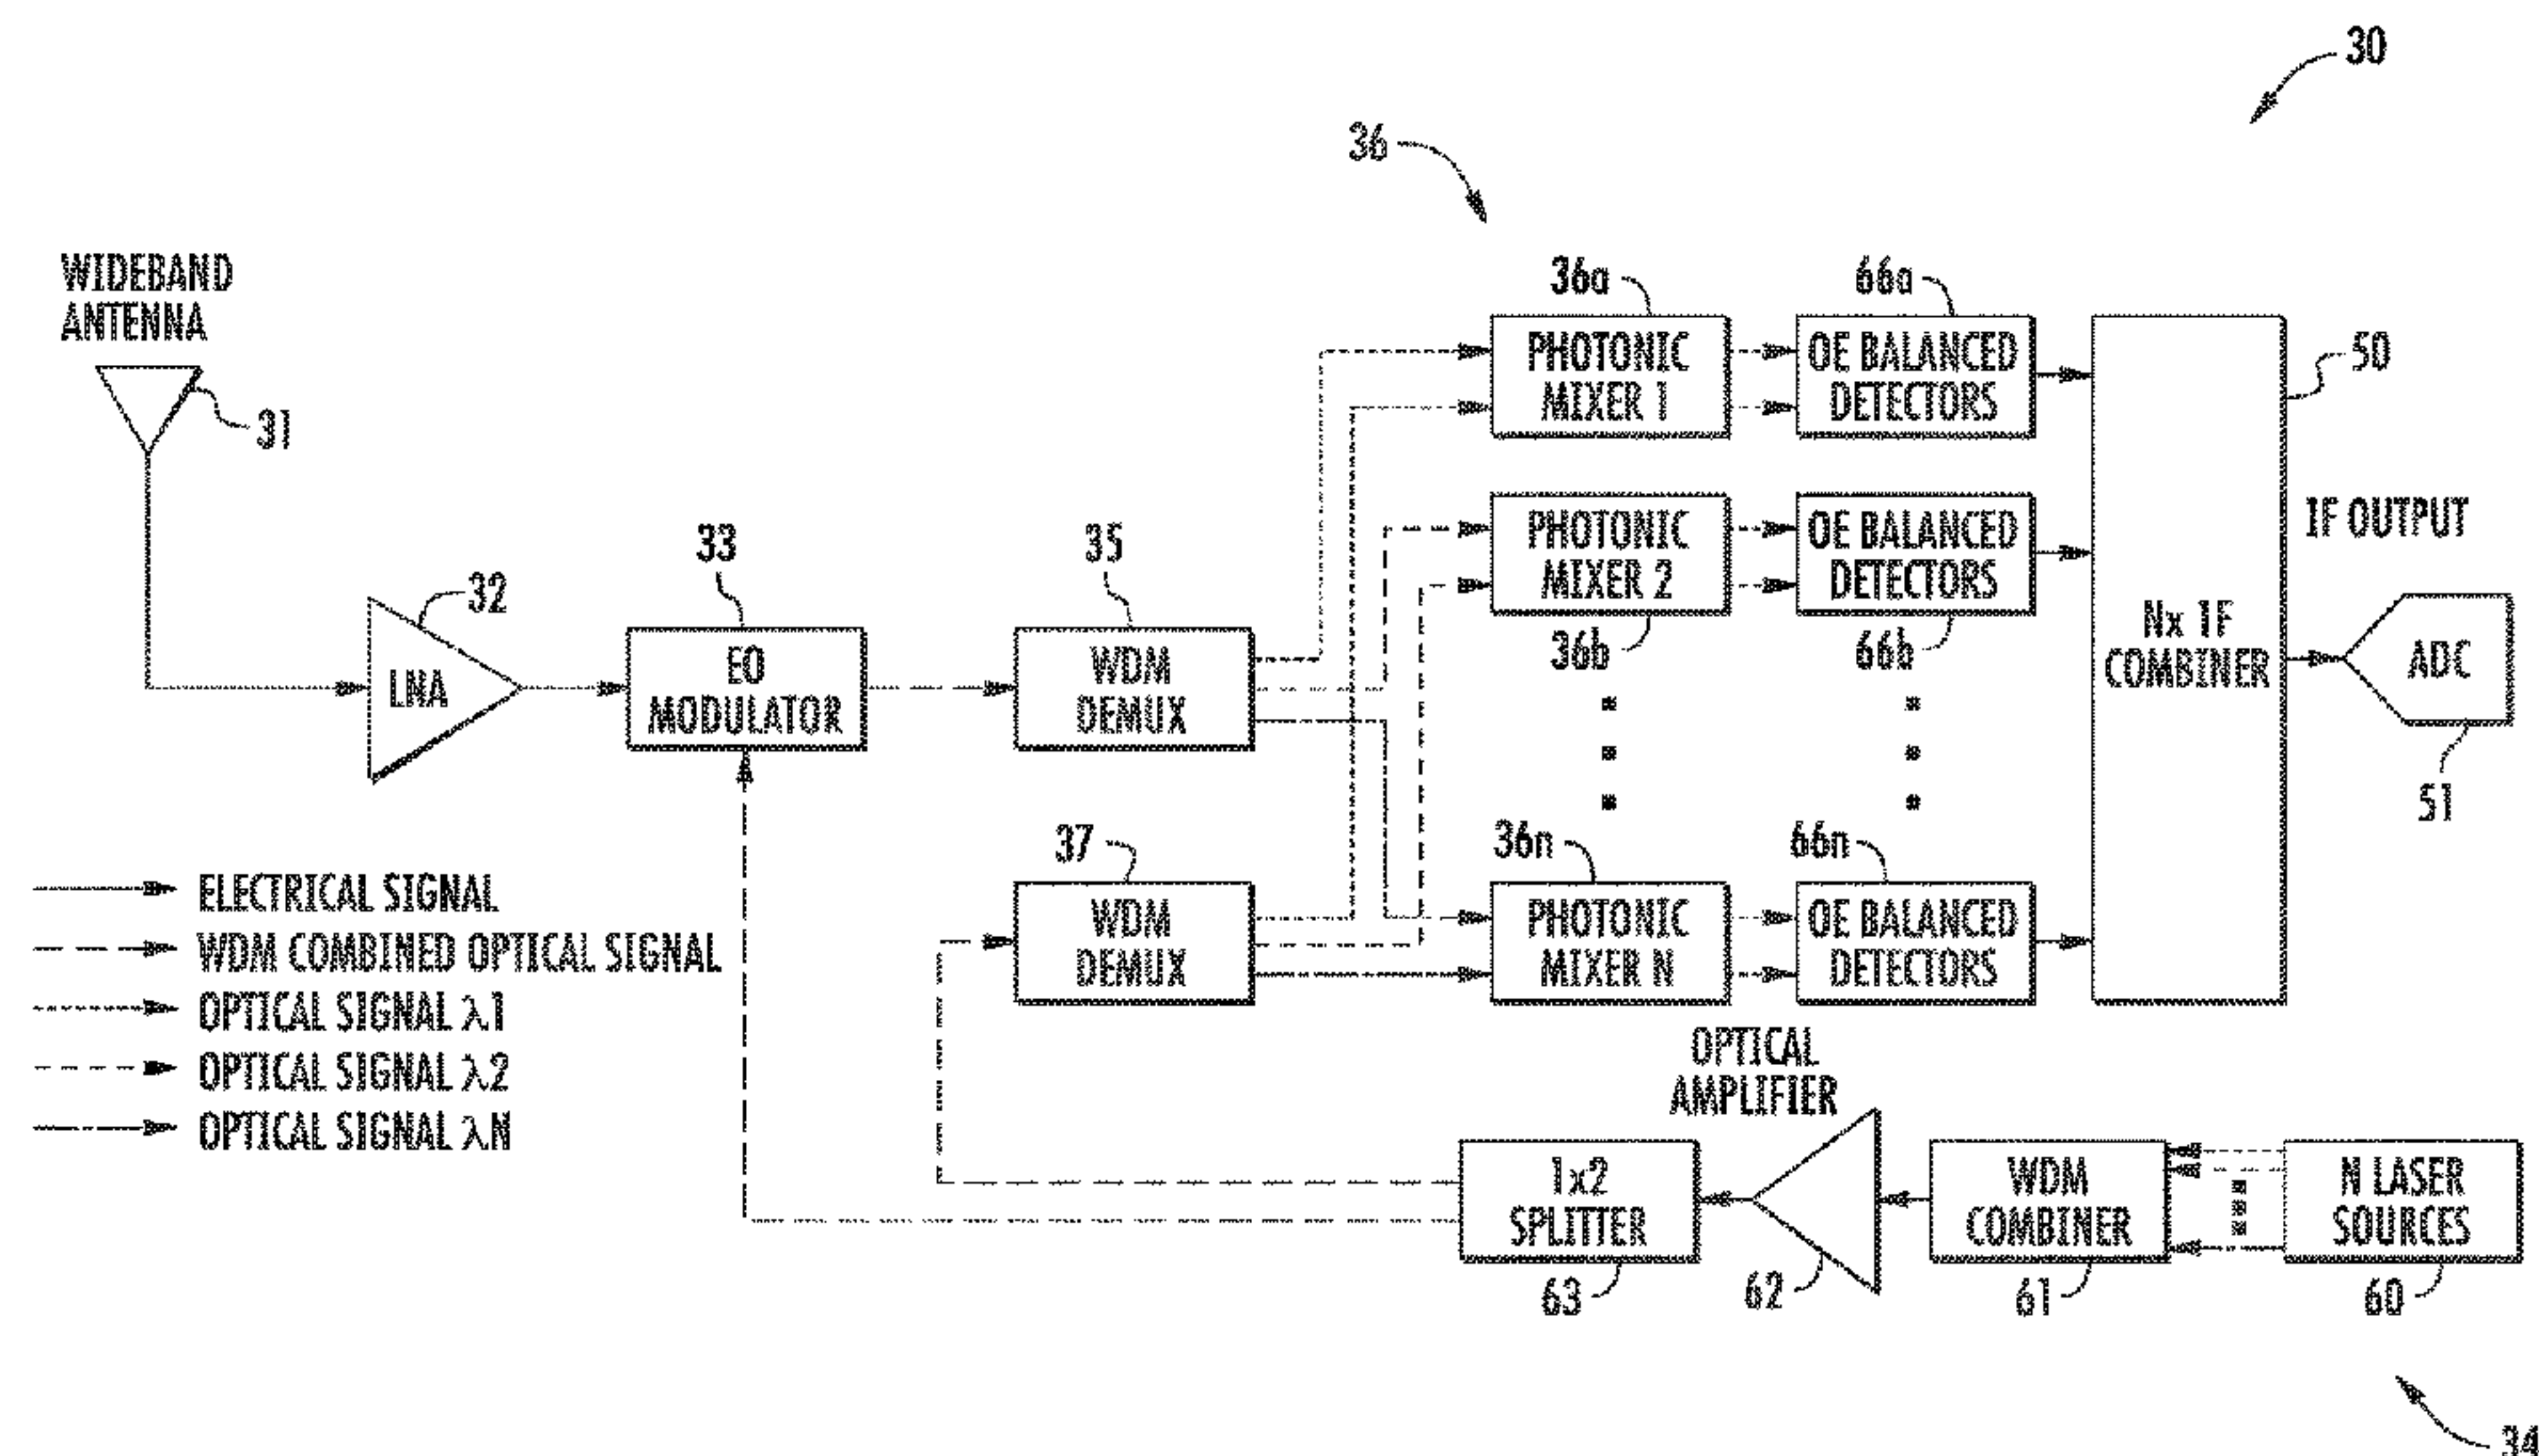 30
36
WIDEBAND
ANTENNA
31
32
LNA
33
EO
MODULATOR
35
WDM
DEMUX
37
WDM
DEMUX
36a
PHOTONIC
MIXER 1
66a
OE BALANCED
DETECTORS
PHOTONIC
MIXER 2
36b
OE BALANCED
DETECTORS
66b
36n
PHOTONIC
MIXER N
66n
OE BALANCED
DETECTORS
50
Nx IF
COMBINER
IF OUTPUT
ADC
51
ELECTRICAL SIGNAL
WDM COMBINED OPTICAL SIGNAL
OPTICAL SIGNAL λ1
OPTICAL SIGNAL λ2
OPTICAL SIGNAL λN
OPTICAL
AMPLIFIER
1x2
SPLITTER
63
62
WDM
COMBINER
61
N LASER
SOURCES
60
34